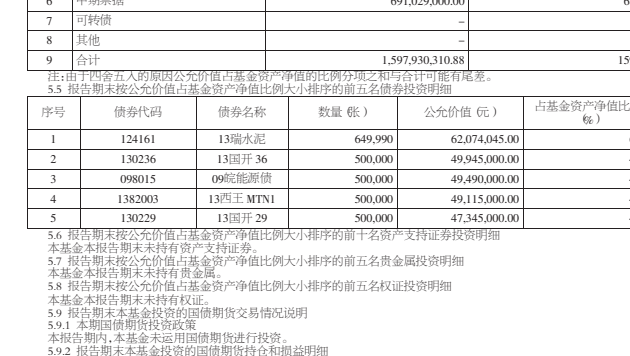 6 中期票据 691,029,000.00 6
7 可转债 –
8 其他 –
9 合计 1,597,930,310.88 15
注:由于四舍五入的原因公允价值占基金资产净值的比例分项之和与合计可能有尾差。
5.5 报告期末按公允价值占基金资产净值比例大小排序的前五名债券投资明细
序号 债券代码 债券名称 数量（张） 公允价值（元） 占基金资产净值比
（%）
1 124161 13瑞水泥 649,990 62,074,045.00
2 130236 13国开 36 500,000 49,945,000.00
3 098015 09皖能源债 500,000 49,490,000.00
4 1382003 13西王 MTN1 500,000 49,115,000.00
5 130229 13国开 29 500,000 47,345,000.00
5.6 报告期末按公允价值占基金资产净值比例大小排序的前十名资产支持证券投资明细
本基金本报告期末未持有资产支持证券。
5.7 报告期末按公允价值占基金资产净值比例大小排序的前五名贵金属投资明细
本基金本报告期末未持有贵金属。
5.8 报告期末按公允价值占基金资产净值比例大小排序的前五名权证投资明细
本基金本报告期末未持有权证。
5.9 报告期末本基金投资的国债期货交易情况说明
5.9.1 本期国债期货投资政策
本报告期内,本基金未运用国债期货进行投资。
5.9.2 报告期末本基金投资的国债期货持仓和损益明细